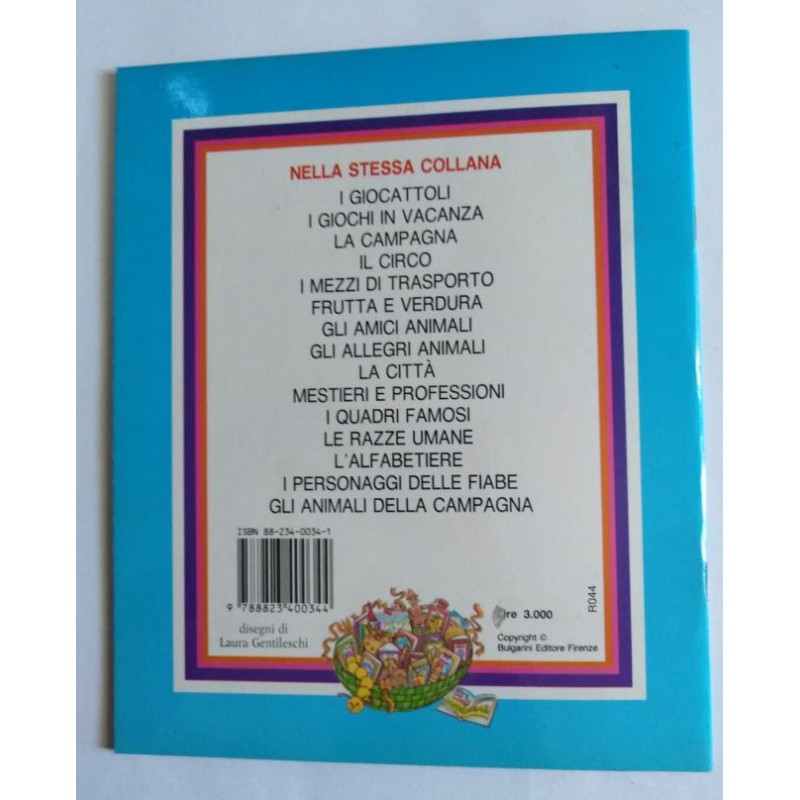 NELLA STESSA COLLANA
I GIOCATTOLI
I GIOCHI IN VACANZA
LA CAMPAGNA
IL CIRCO
I MEZZI DI TRASPORTO
FRUTTA E VERDURA
GLI AMICI ANIMALI
GLI ALLEGRI ANIMALI
LA CITTÀ
MESTIERI E PROFESSIONI
I QUADRI FAMOSI
LE RAZZE UMANE
L'ALFABETIERE
I PERSONAGGI DELLE FIABE
GLI ANIMALI DELLA CAMPAGNA
ISBN 88-234-0034-1
9 788823 400344
disegni di
Laura Gentileschi
re 3.000
Copyright ©
Bulgarini Editore Firenze
R044